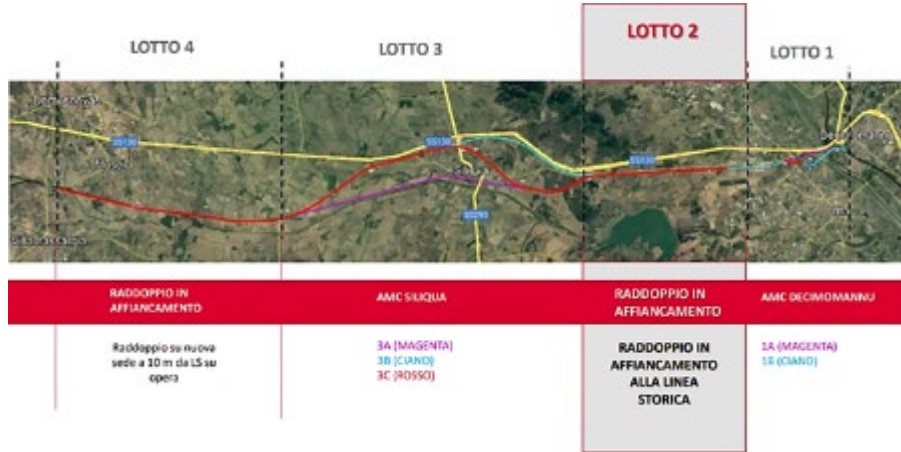 LOTTO 4
LOTTO 3
LOTTO 2
LOTTO 1
SS130
SS130
SS130
SS293
RADDOPPIO IN
AFFIANCAMENTO
AMC SILIQUA
RADDOPPIO IN
AFFIANCAMENTO
AMC DECIMOMANNU
Raddoppio su nuova
sede a 10 m da LS su
opera
3A (MAGENTA)
3B (CIANO)
3C (ROSSO)
RADDOPPIO IN
AFFIANCAMENTO
ALLA LINEA
STORICA
1A (MAGENTA)
1B (CIANO)